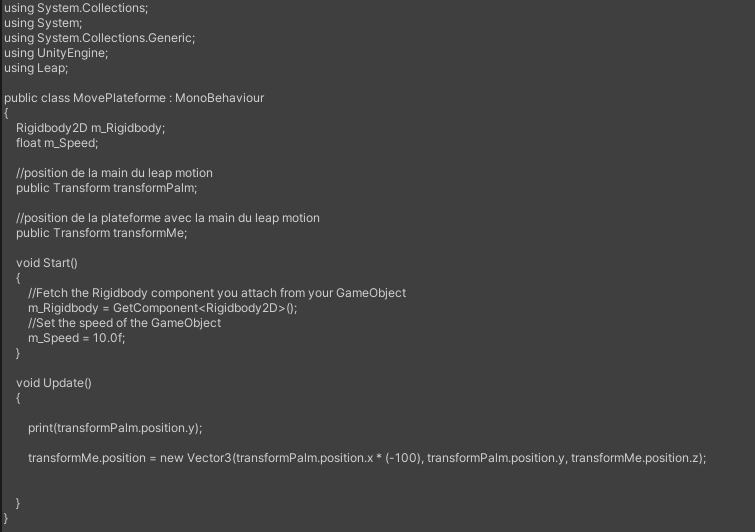 using System.Collections;
using System;
using System.Collections.Generic;
using UnityEngine;
using Leap;
public class MovePlateforme : MonoBehaviour
{
Rigidbody2D m_Rigidbody;
float m_Speed;
//position de la main du leap motion
public Transform transformPalm;
//position de la plateforme avec la main du leap motion
public Transform transformMe;
void Start()
{
//Fetch the Rigidbody component you attach from your GameObject
m_Rigidbody = GetComponent<Rigidbody2D>();
//Set the speed of the GameObject
m_Speed = 10.0f;
}
void Update()
{
print(transformPalm.position.y);
transformMe.position = new Vector3(transformPalm.position.x * (-100), transformPalm.position.y, transformMe.position.z);
}
}